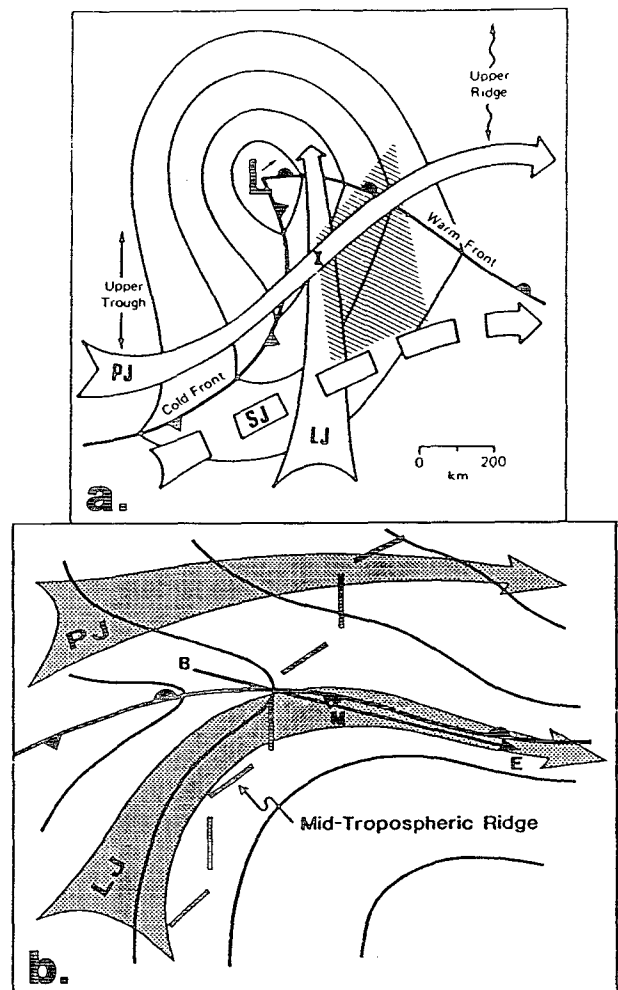 Upper
Ridge
L
Warm Front
Upper
Trough
PJ
Cold Front
SJ
LJ
0 200
km
a.
PJ
B
M
E
Mid-Tropospheric Ridge
LJ
b.